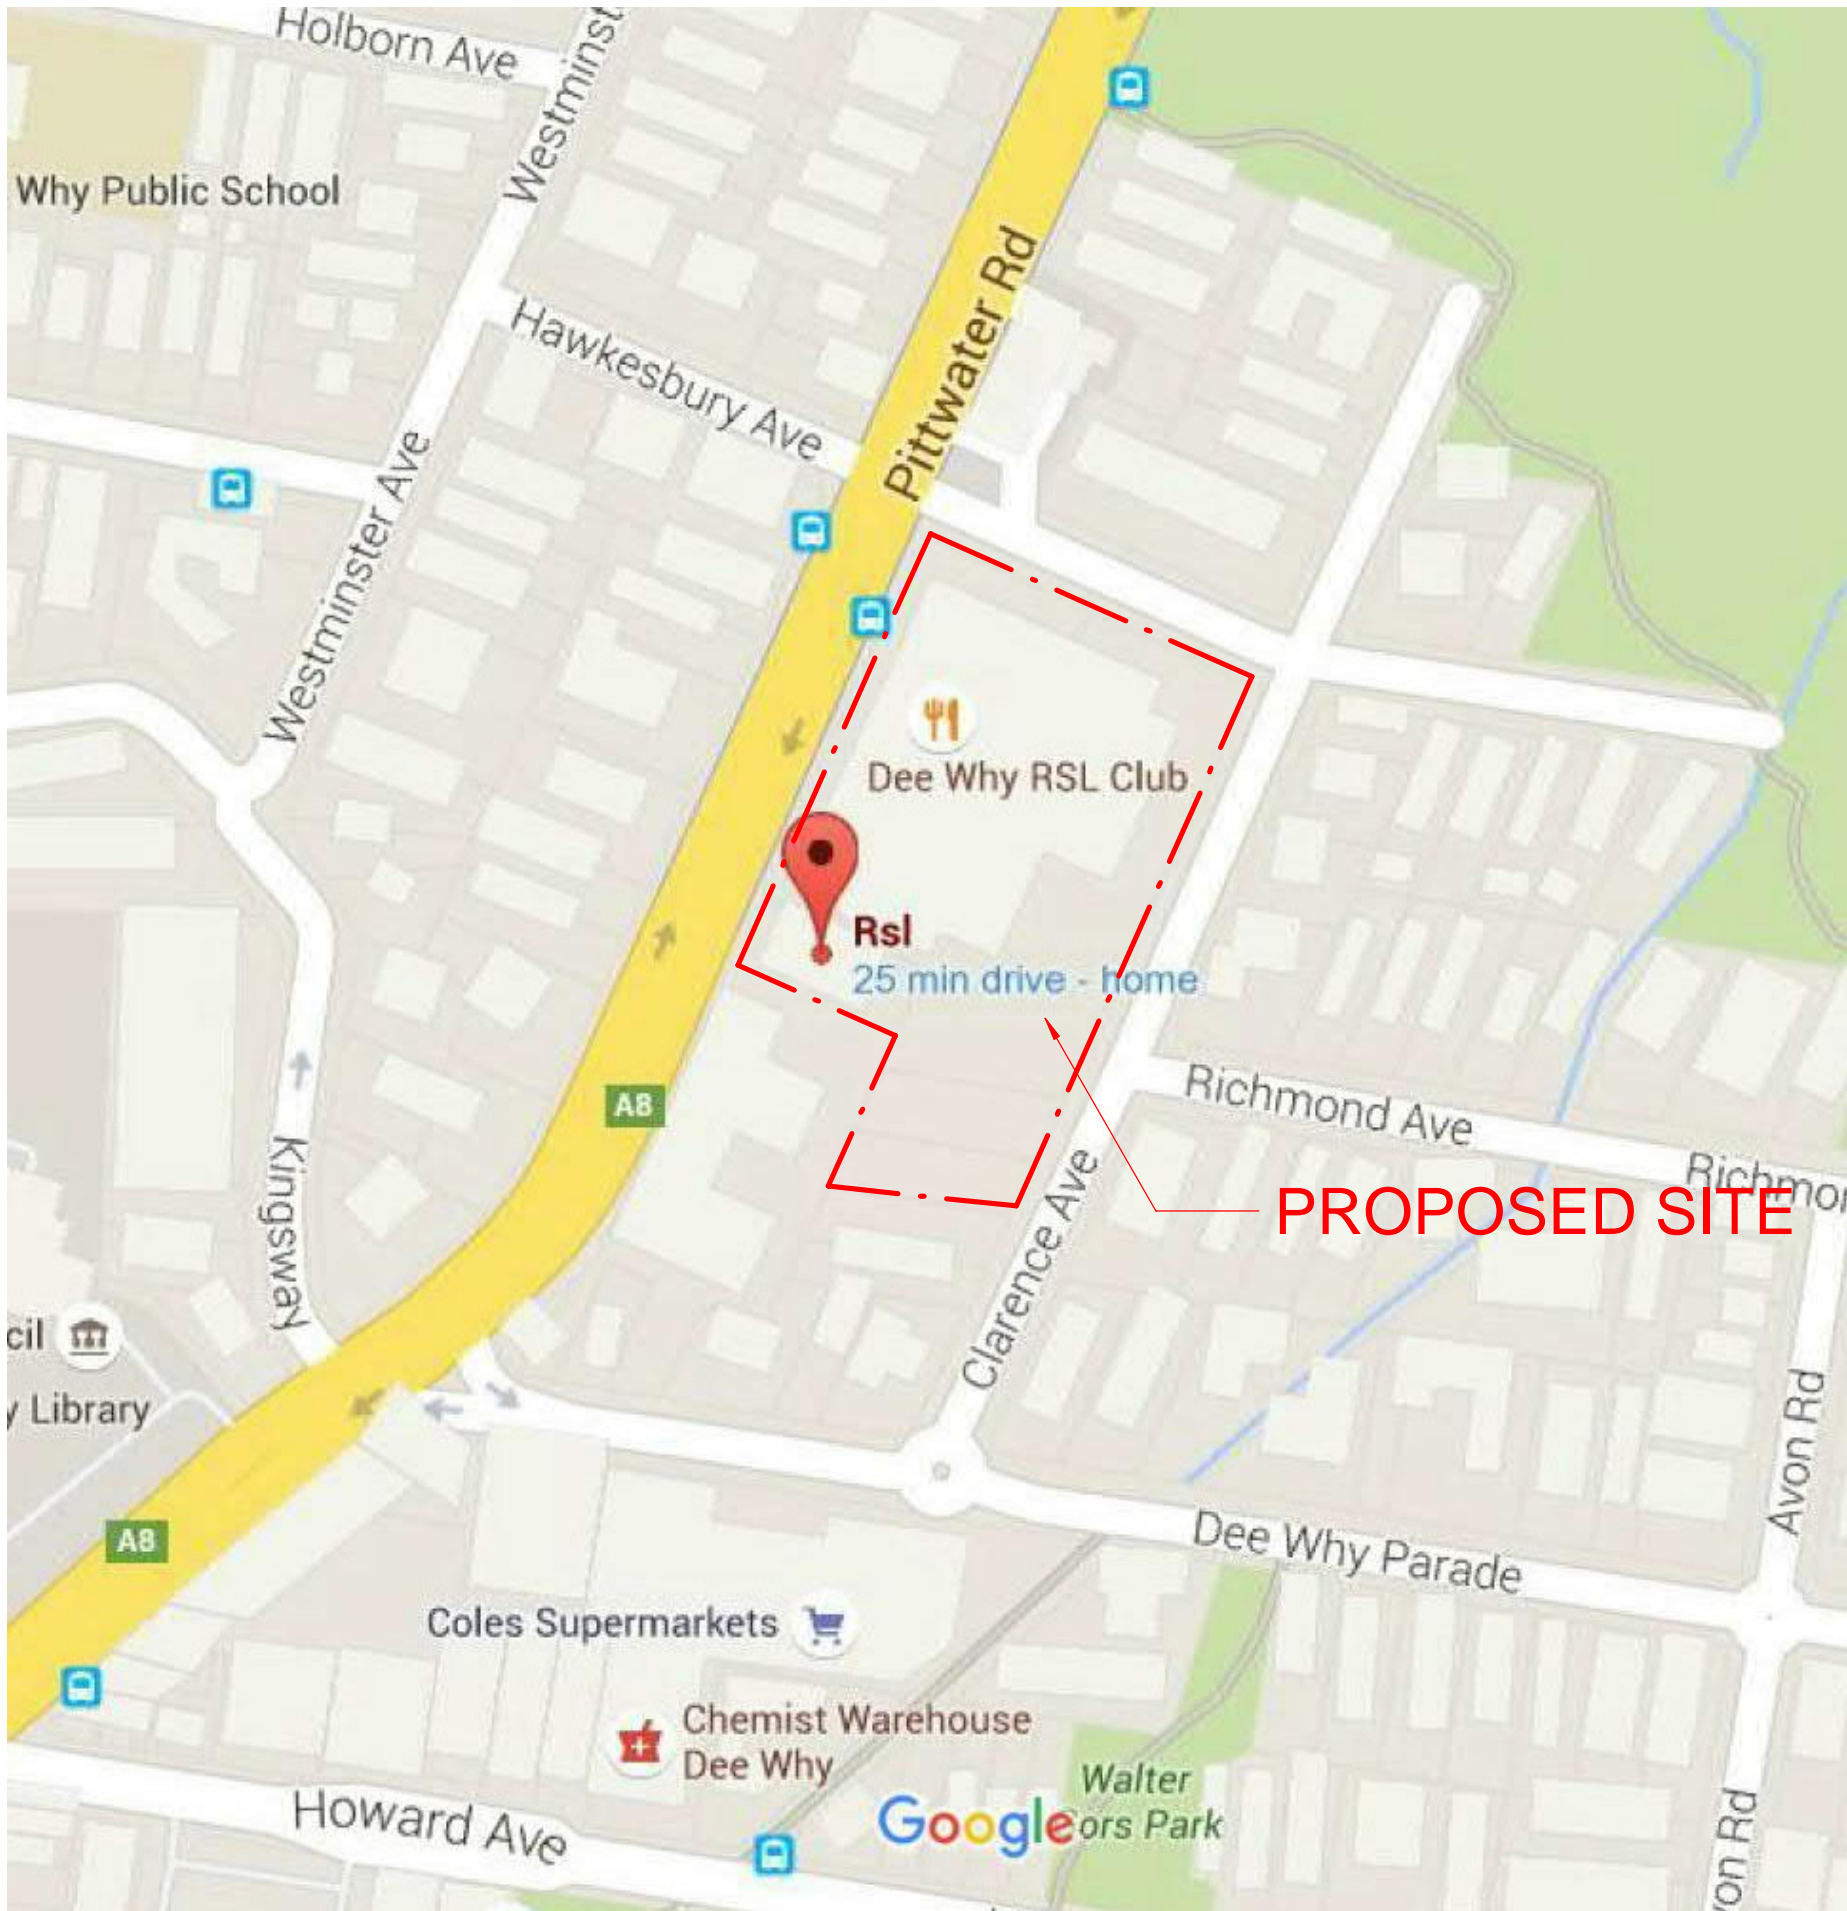 Holborn Ave
Westminst
Why Public School
Pittwater Rd
Hawkesbury Ave
Westminster Ave
Dee Why RSL Club
Rsl
25 min drive - home
A8
Richmond Ave
Richmo
PROPOSED SITE
Kingsway
Clarence Ave
cil
y Library
Avon Rd
A8
Dee Why Parade
Coles Supermarkets
Chemist Warehouse
Dee Why
Walter
ors Park
Google
Howard Ave
von Rd